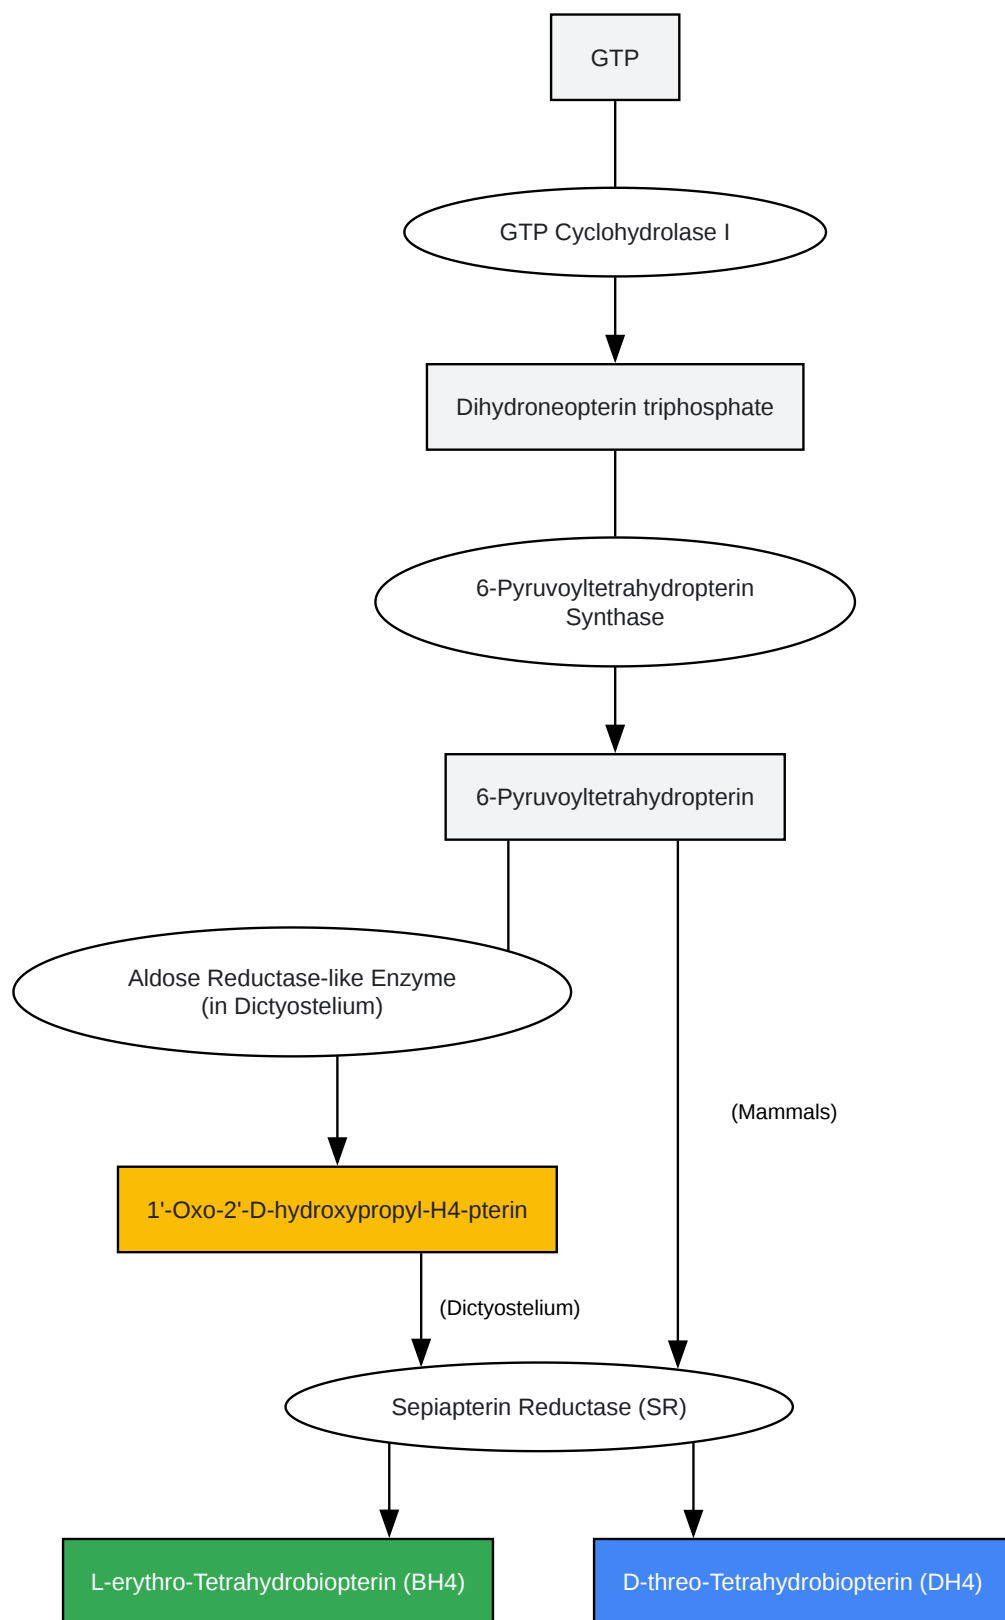 GTP
GTP Cyclohydrolase I
Dihydroneopterin triphosphate
6-Pyruvoyltetrahydropterin
Synthase
6-Pyruvoyltetrahydropterin
Aldose Reductase-like Enzyme
(in Dictyostelium)
(Mammals)
1'-Oxo-2'-D-hydroxypropyl-H4-pterin
(Dictyostelium)
Sepiapterin Reductase (SR)
L-erythro-Tetrahydrobiopterin (BH4)
D-threo-Tetrahydrobiopterin (DH4)